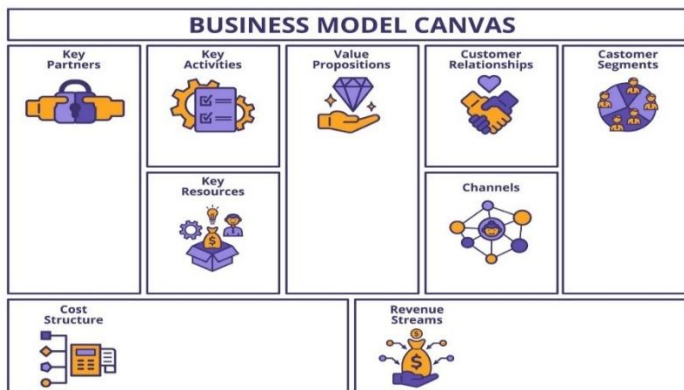 BUSINESS MODEL CANVAS
Key
Partners
Key
Activities
Value
Propositions
Customer
Relationships
Castomer
Segments
Key
Resources
Channels
Cost
Structure
Revenue
Streams
$
$
$